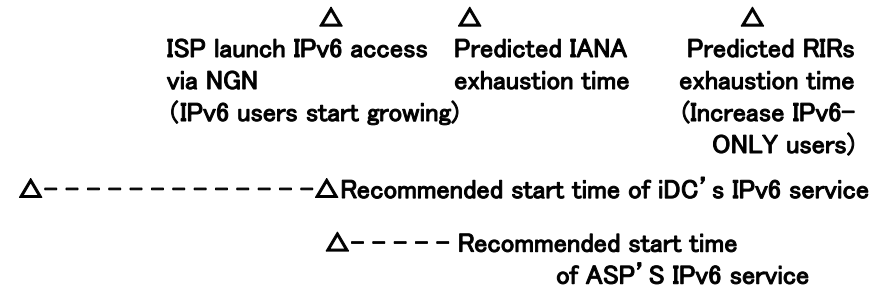 ISP launch IPv6 access
via NGN
(IPv6 users start growing)
Predicted IANA
exhaustion time
Predicted RIRs
exhaustion time
(Increase IPv6-
ONLY users)
Recommended start time of iDC's IPv6 service
Recommended start time
of ASP'S IPv6 service